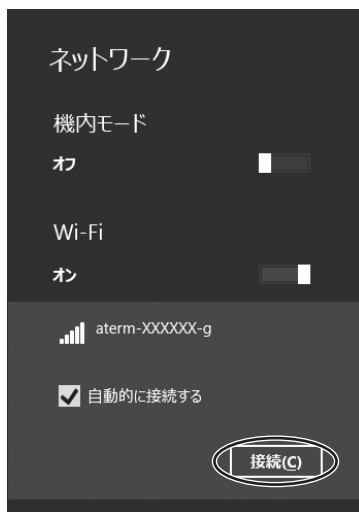 ネットワーク
機内モード
オフ
Wi-Fi
オン
aterm-XXXXXX-g
自動的に接続する
接続(C)